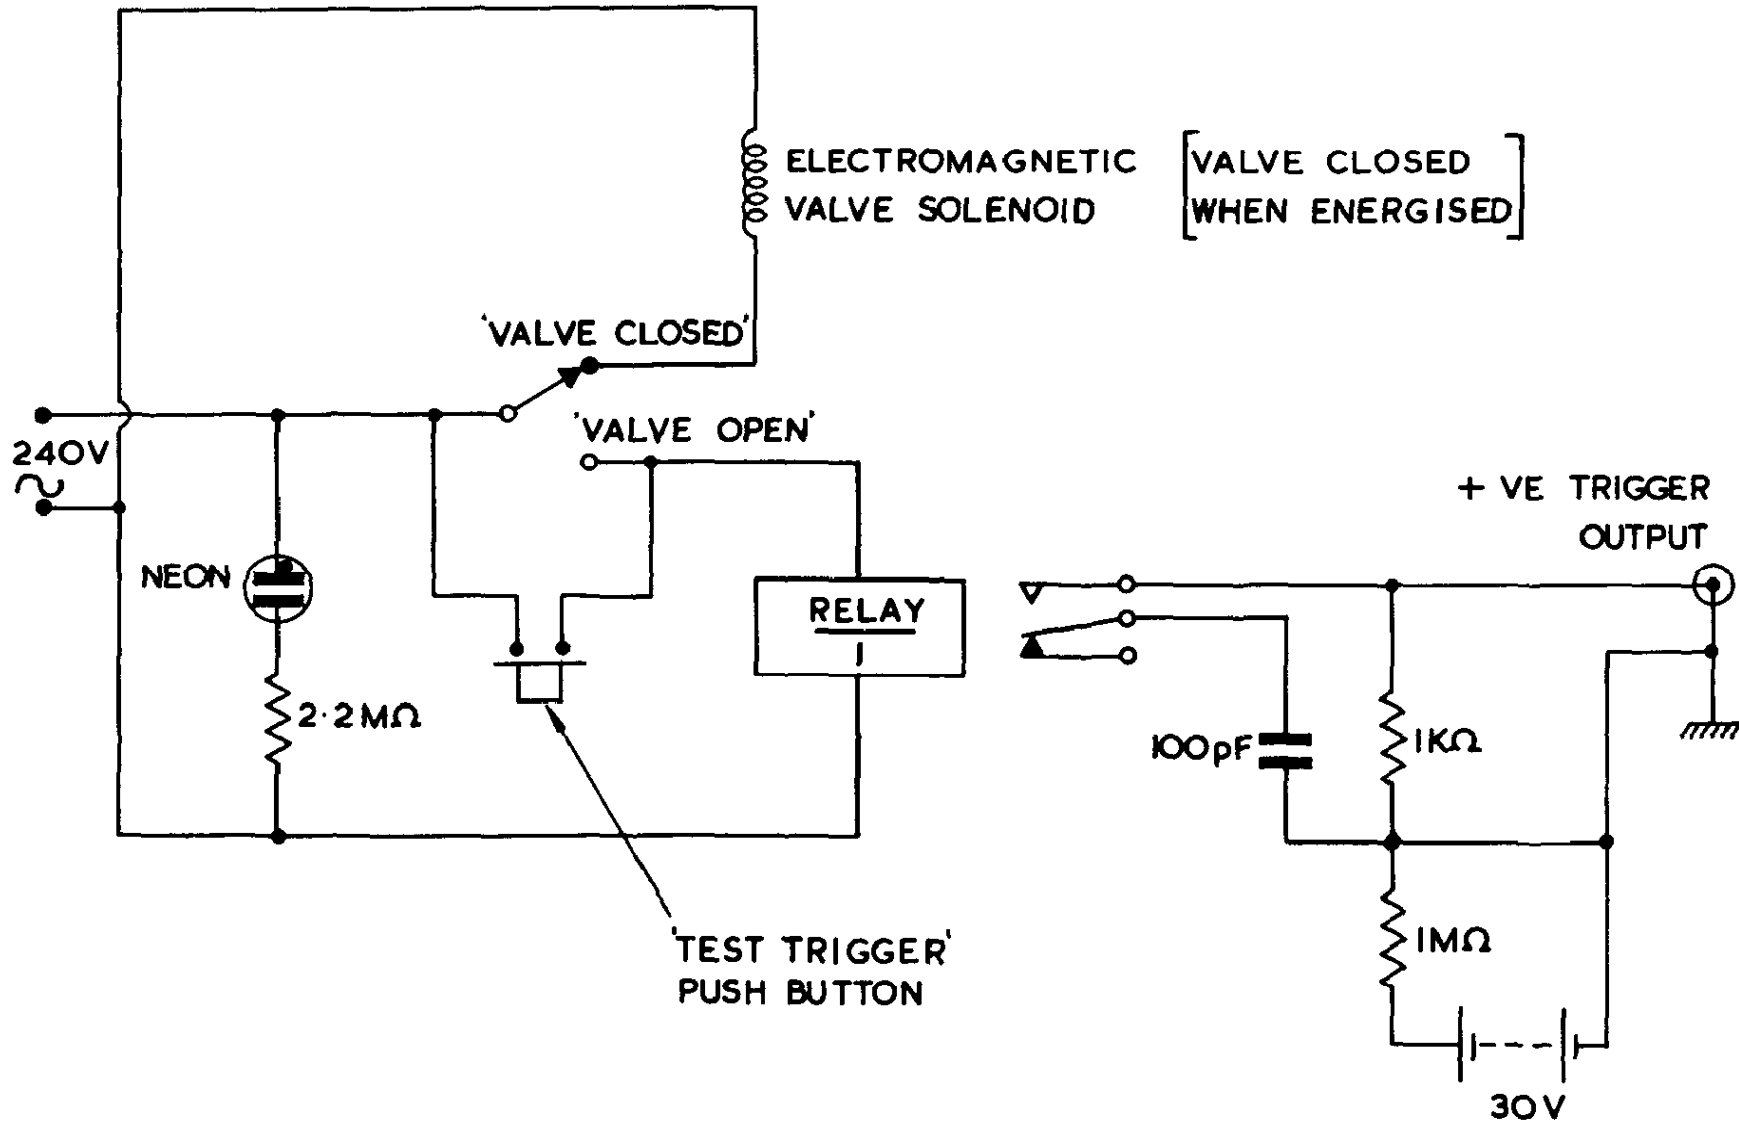 ELECTROMAGNETIC
VALVE SOLENOID
VALVE CLOSED
WHEN ENERGISED
'VALVE CLOSED'
'VALVE OPEN'
240V
NEON
2·2MΩ
RELAY
1
+ VE TRIGGER
OUTPUT
100pF
1KΩ
1MΩ
'TEST TRIGGER'
PUSH BUTTON
30V